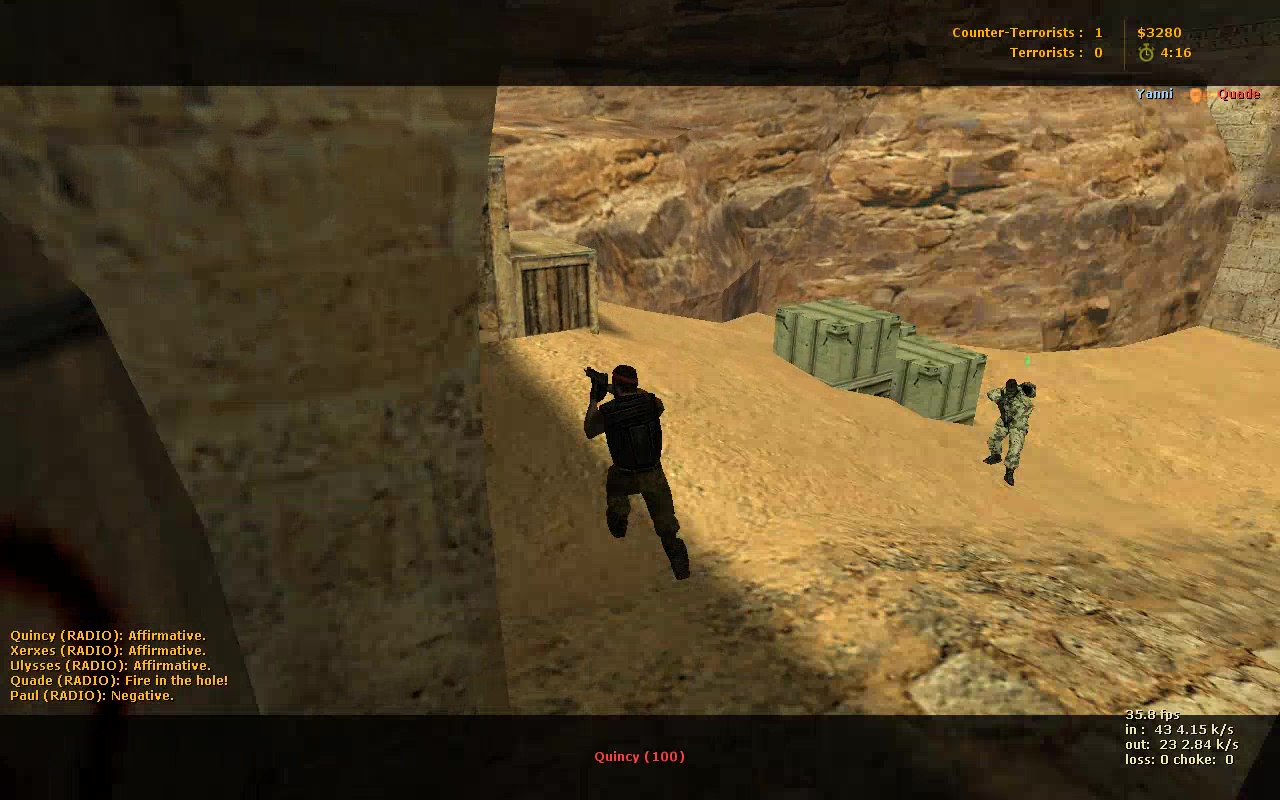 Counter-Terrorists : 1 $3280
Terrorists : 0 4:16
Yanni Quade
Quincy (RADIO): Affirmative.
Xerxes (RADIO): Affirmative.
Ulysses (RADIO): Affirmative.
Quade (RADIO): Fire in the hole!
Paul (RADIO): Negative.
35.8 fps
in : 43 4.15 k/s
out: 23 2.84 k/s
loss: 0 choke: 0
Quincy (100)